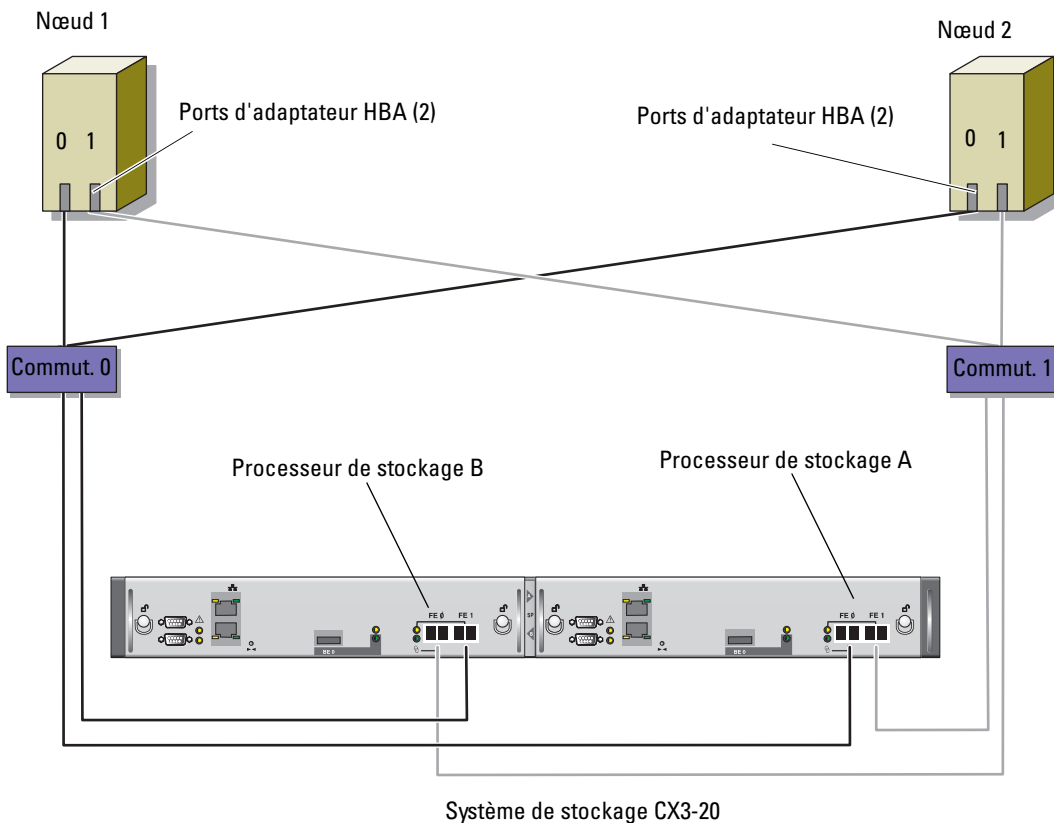 Nœud 1
Nœud 2
Ports d'adaptateur HBA (2)
Ports d'adaptateur HBA (2)
0 1
0 1
Commut. 0
Commut. 1
Processeur de stockage B
Processeur de stockage A
FE 0 FE 1
SP
FE 0 FE 1
BE 0
BE 0
Système de stockage CX3-20